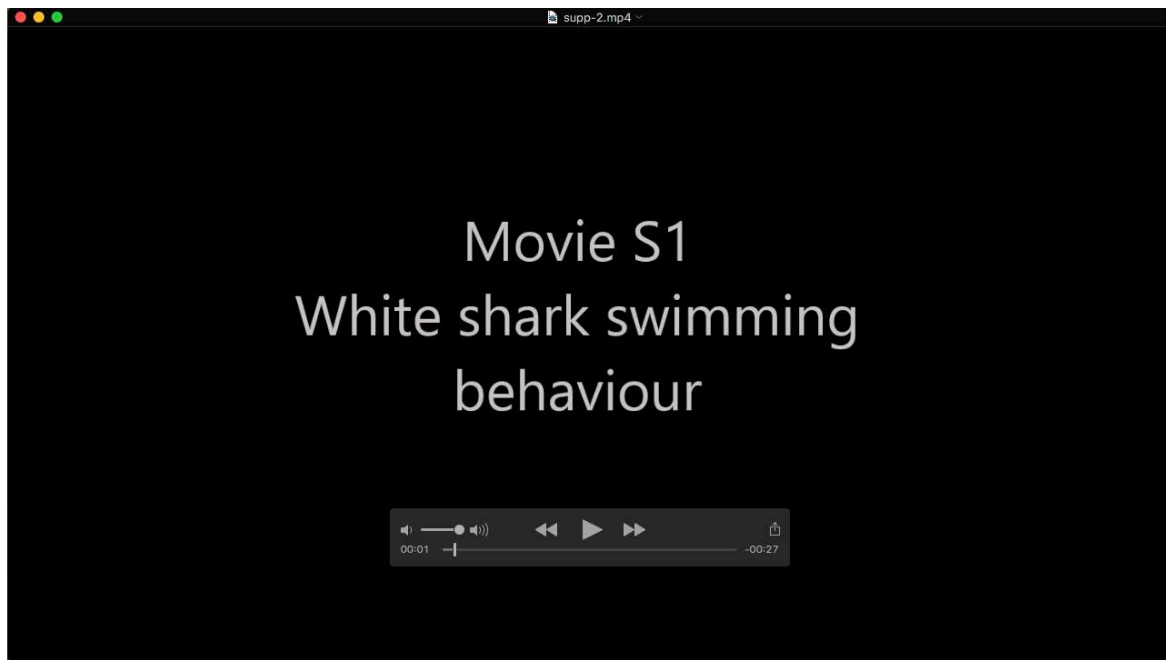 supp-2.mp4
Movie S1
White shark swimming
behaviour
00:01
-00:27